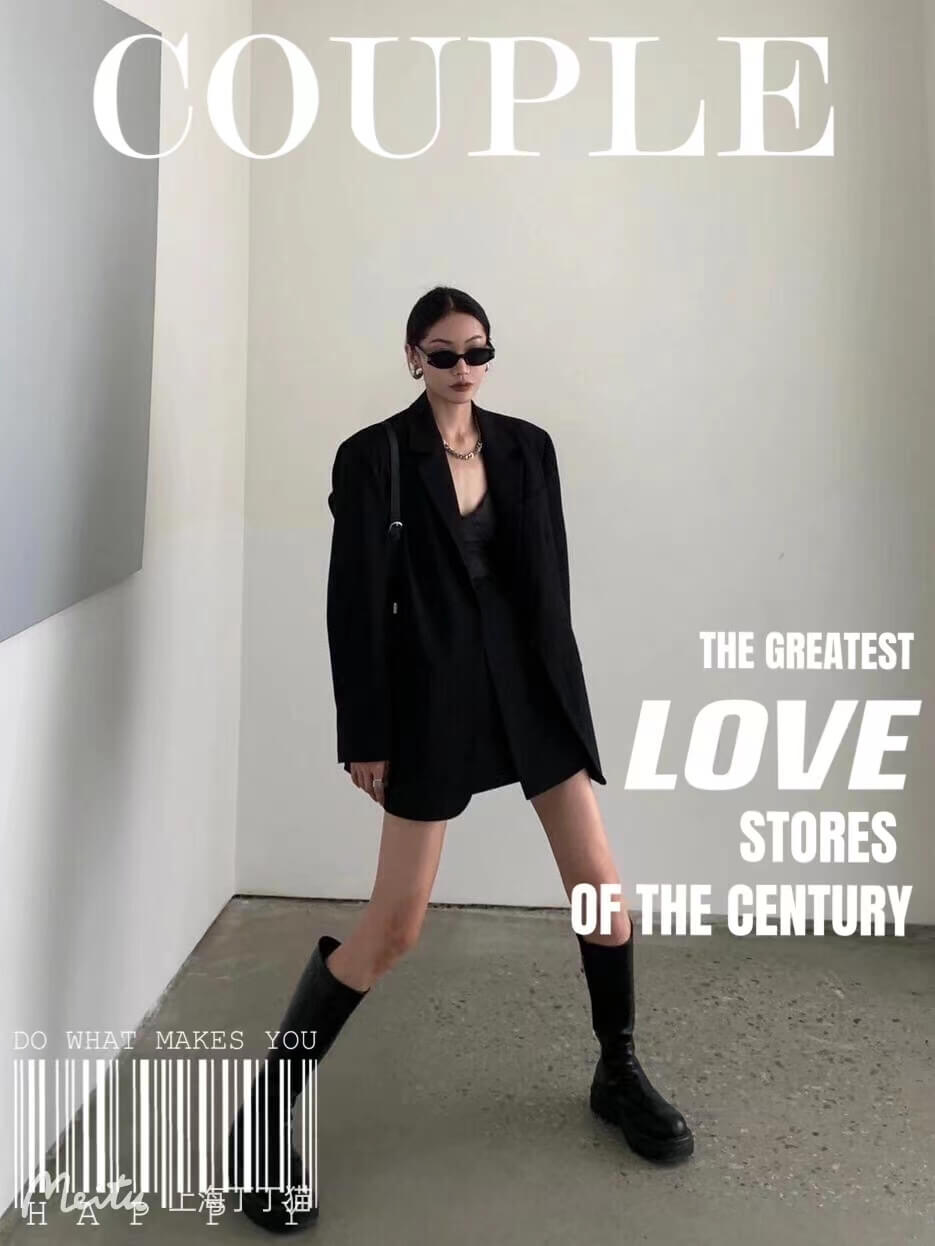 COUPLE
THE GREATEST
LOVE
STORES
OF THE CENTURY
DO WHAT MAKES YOU
Meitu 上海丁丁猫
HAPPY